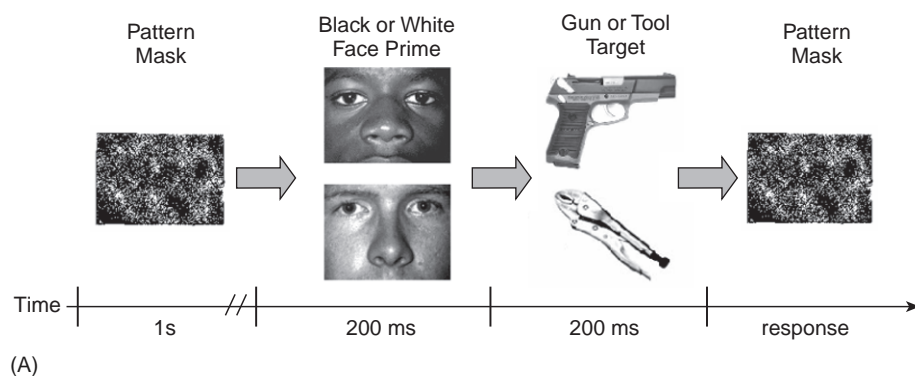 Pattern
Mask
Black or White
Face Prime
Gun or Tool
Target
Pattern
Mask
Time
1s
200 ms
200 ms
response
(A)